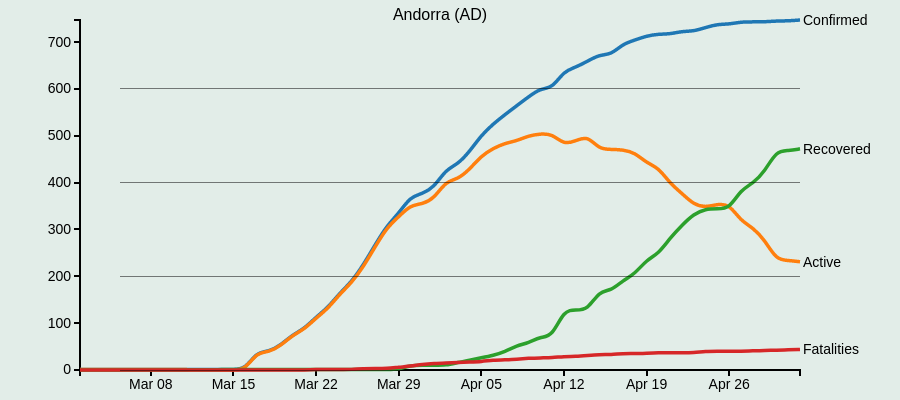 Andorra (AD)
Confirmed
700
600
500
Recovered
400
300
Active
200
100
Fatalities
0
Mar 08 Mar 15 Mar 22 Mar 29 Apr 05 Apr 12 Apr 19 Apr 26